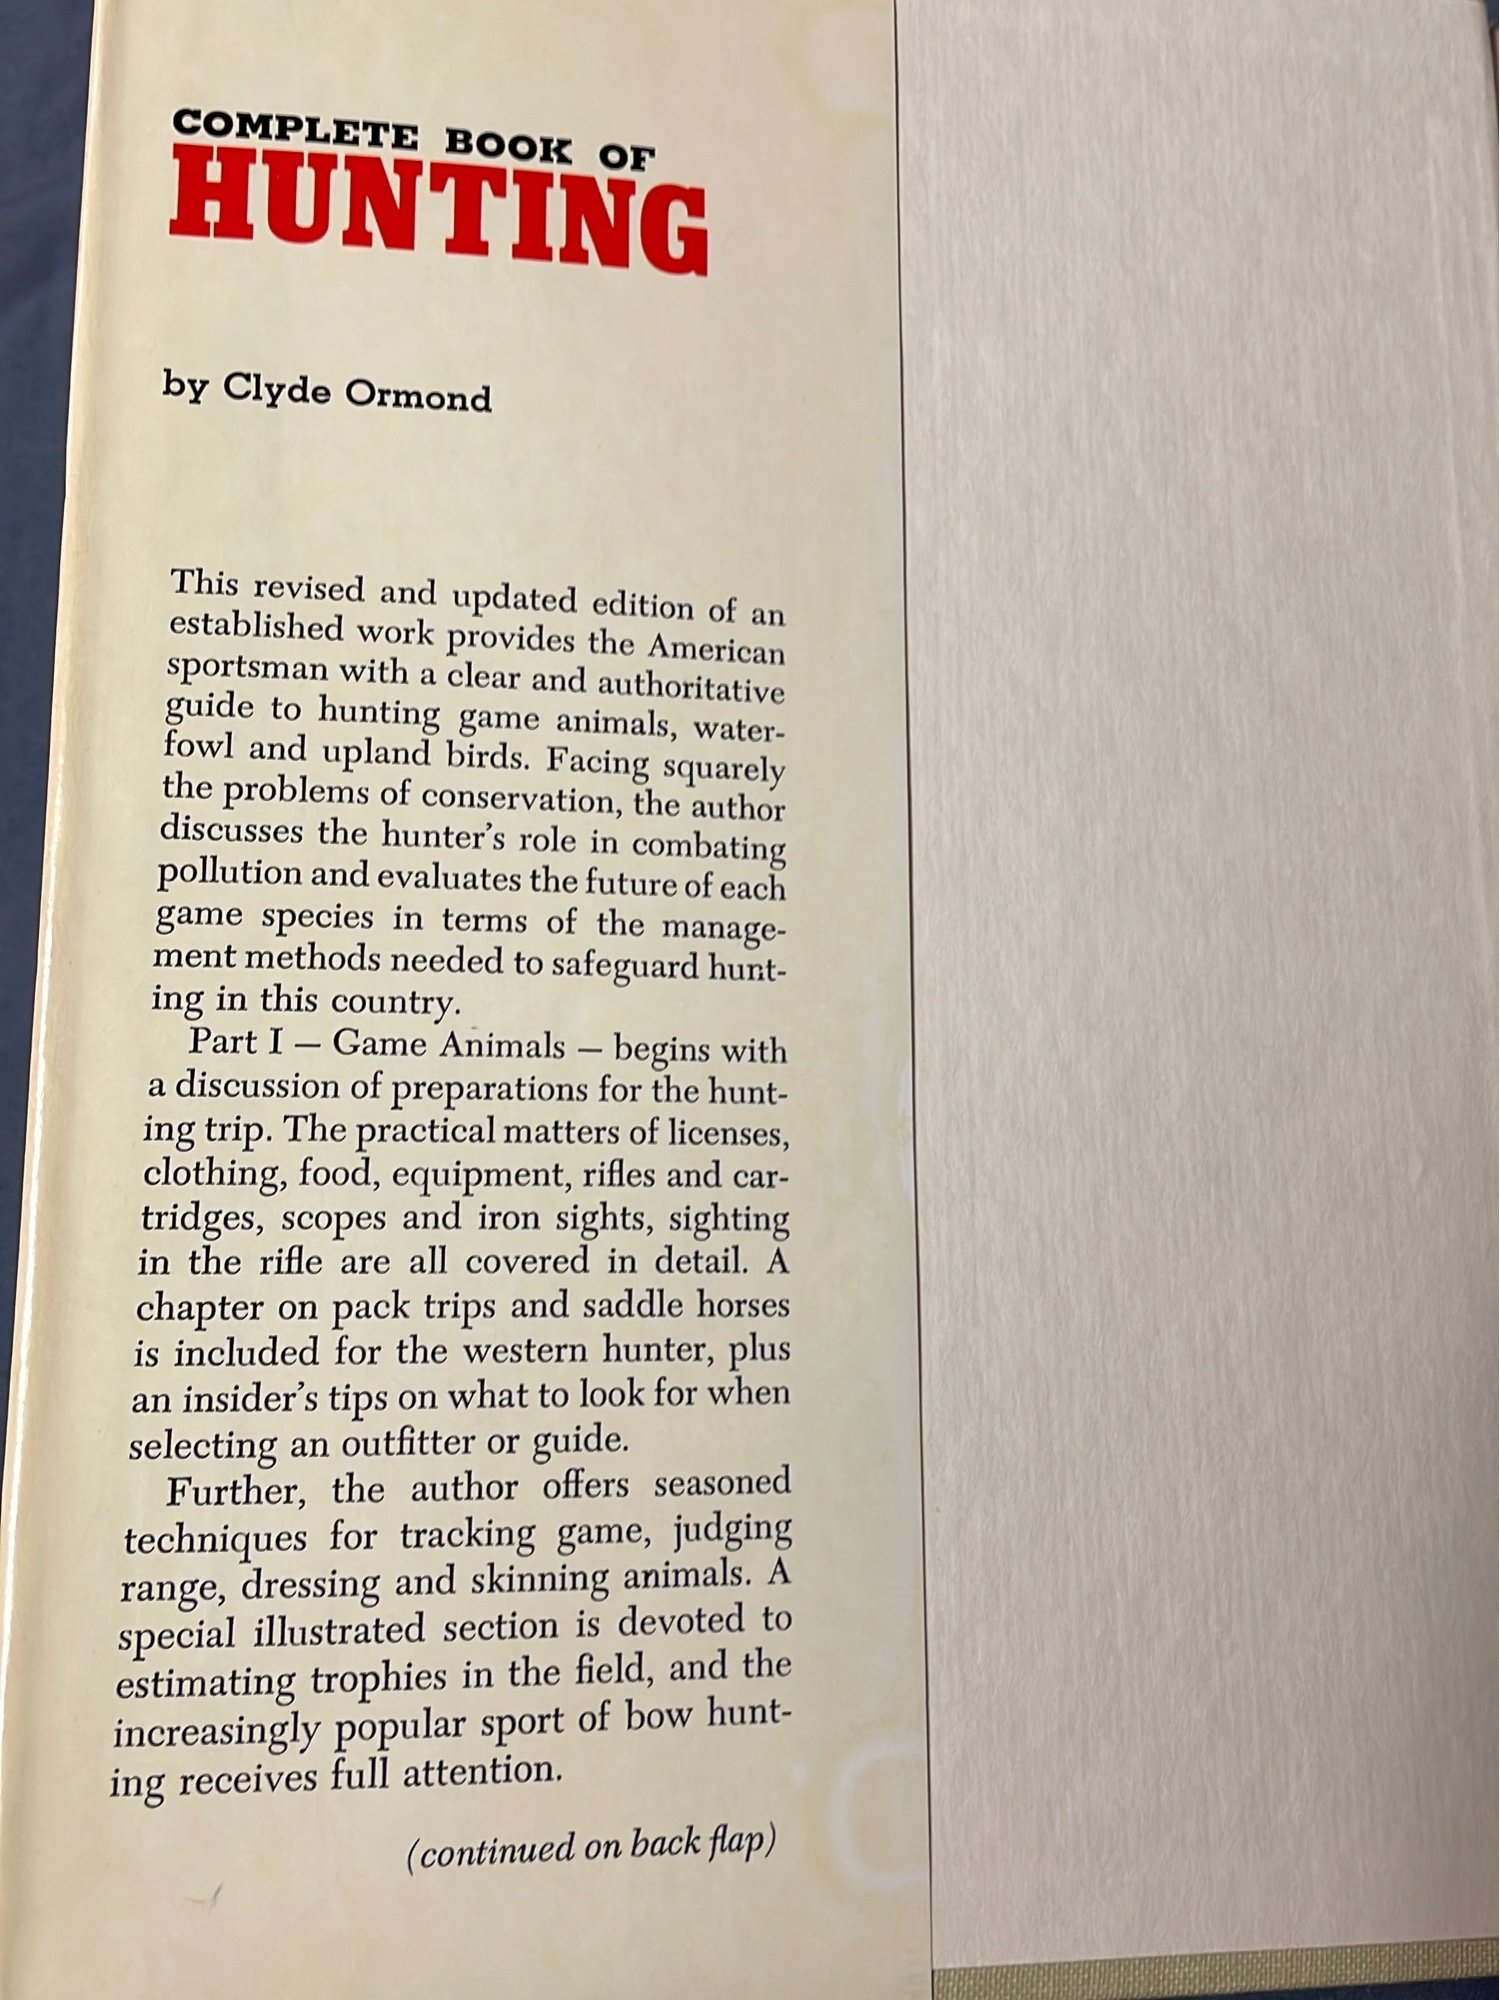 COMPLETE BOOK OF
HUNTING
by Clyde Ormond
This revised and updated edition of an
established work provides the American
sportsman with a clear and authoritative
guide to hunting game animals, water-
fowl and upland birds. Facing squarely
the problems of conservation, the author
discusses the hunter's role in combating
pollution and evaluates the future of each
game species in terms of the manage-
ment methods needed to safeguard hunt-
ing in this country.
Part I — Game Animals — begins with
a discussion of preparations for the hunt-
ing trip. The practical matters of licenses,
clothing, food, equipment, rifles and car-
tridges, scopes and iron sights, sighting
in the rifle are all covered in detail. A
chapter on pack trips and saddle horses
is included for the western hunter, plus
an insider's tips on what to look for when
selecting an outfitter or guide.
Further, the author offers seasoned
techniques for tracking game, judging
range, dressing and skinning animals. A
special illustrated section is devoted to
estimating trophies in the field, and the
increasingly popular sport of bow hunt-
ing receives full attention.
(continued on back flap)